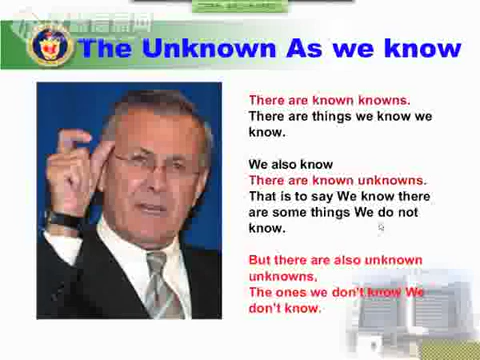 The Unknown As we know
There are known knowns.
There are things we know we
know.
We also know
There are known unknowns.
That is to say We know there
are some things We do not
know.
But there are also unknown
unknowns,
The ones we don't know We
don't know.